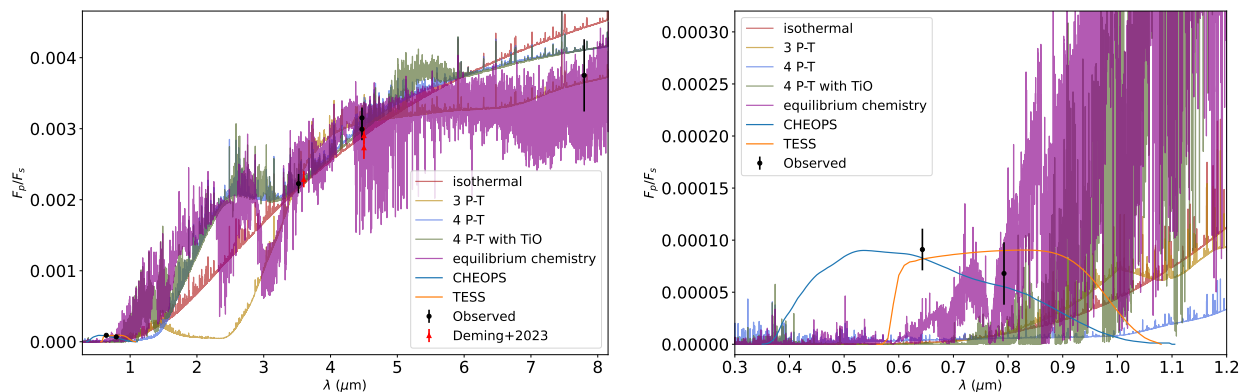 0.004
0.003
0.002
0.001
0.000
Fp/Fs
1 2 3 4 5 6 7 8
λ (μm)
isothermal
3 P-T
4 P-T
4 P-T with TiO
equilibrium chemistry
CHEOPS
TESS
Observed
Deming+2023
0.00030
0.00025
0.00020
0.00015
0.00010
0.00005
0.00000
Fp/Fs
0.3 0.4 0.5 0.6 0.7 0.8 0.9 1.0 1.1 1.2
λ (μm)
isothermal
3 P-T
4 P-T
4 P-T with TiO
equilibrium chemistry
CHEOPS
TESS
Observed